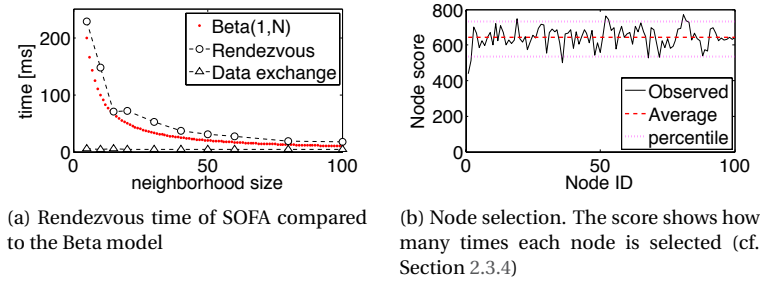 200
100
0
time [ms]
0
50
100
neighborhood size
Beta(1,N)
Rendezvous
Data exchange
(a) Rendezvous time of SOFA compared
to the Beta model
800
600
400
200
0
Node score
0
50
100
Node ID
Observed
Average
percentile
(b) Node selection. The score shows how
many times each node is selected (cf.
Section 2.3.4)